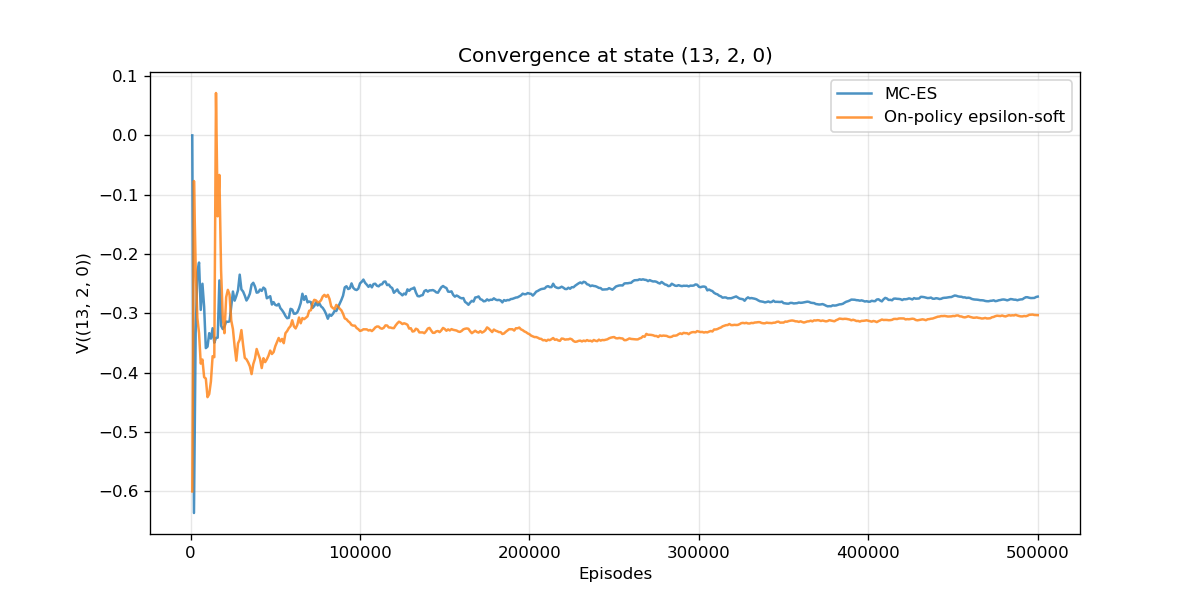 Convergence at state (13, 2, 0)
V((13, 2, 0))
0.1
0.0
−0.1
−0.2
−0.3
−0.4
−0.5
−0.6
MC-ES
On-policy epsilon-soft
0
100000
200000
300000
400000
500000
Episodes